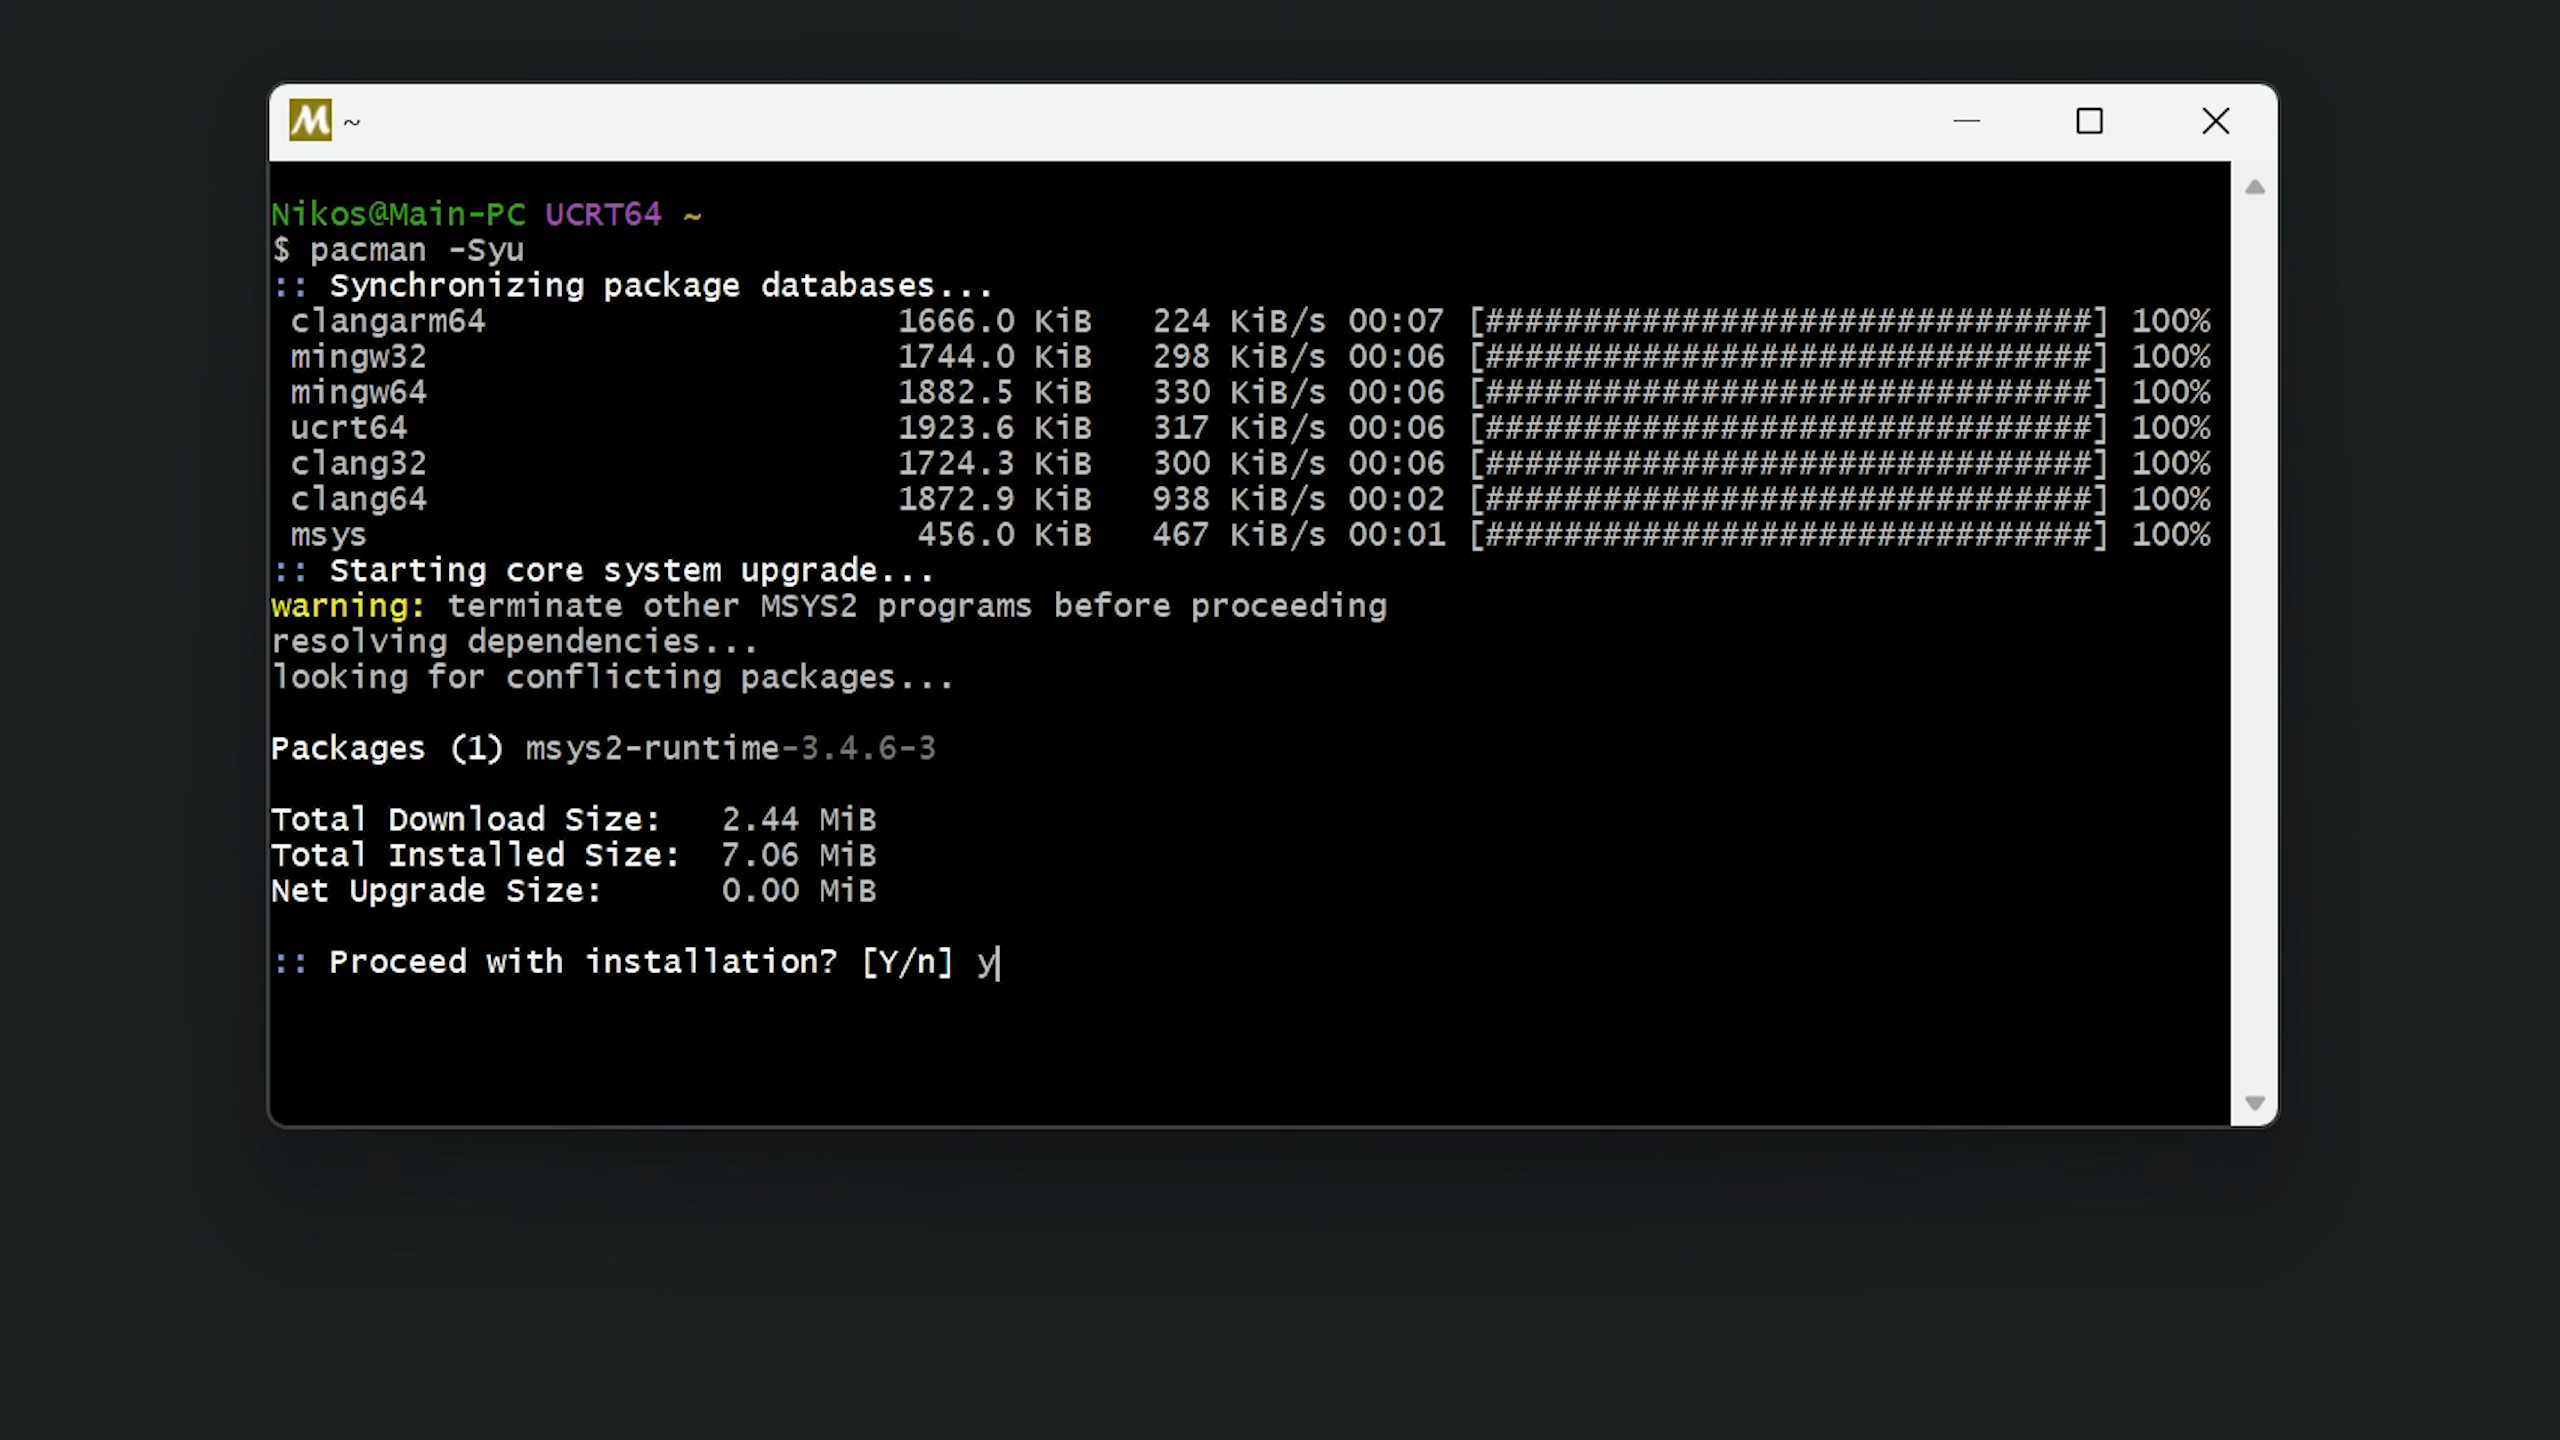 M ~
Nikos@Main-PC UCRT64 ~
$ pacman -Syu
:: Synchronizing package databases...
clangarm64 1666.0 KiB 224 KiB/s 00:07 [###############################] 100%
mingw32 1744.0 KiB 298 KiB/s 00:06 [###############################] 100%
mingw64 1882.5 KiB 330 KiB/s 00:06 [###############################] 100%
ucrt64 1923.6 KiB 317 KiB/s 00:06 [###############################] 100%
clang32 1724.3 KiB 300 KiB/s 00:06 [###############################] 100%
clang64 1872.9 KiB 938 KiB/s 00:02 [###############################] 100%
msys 456.0 KiB 467 KiB/s 00:01 [###############################] 100%
:: Starting core system upgrade...
warning: terminate other MSYS2 programs before proceeding
resolving dependencies...
looking for conflicting packages...
Packages (1) msys2-runtime-3.4.6-3
Total Download Size: 2.44 MiB
Total Installed Size: 7.06 MiB
Net Upgrade Size: 0.00 MiB
:: Proceed with installation? [Y/n] y